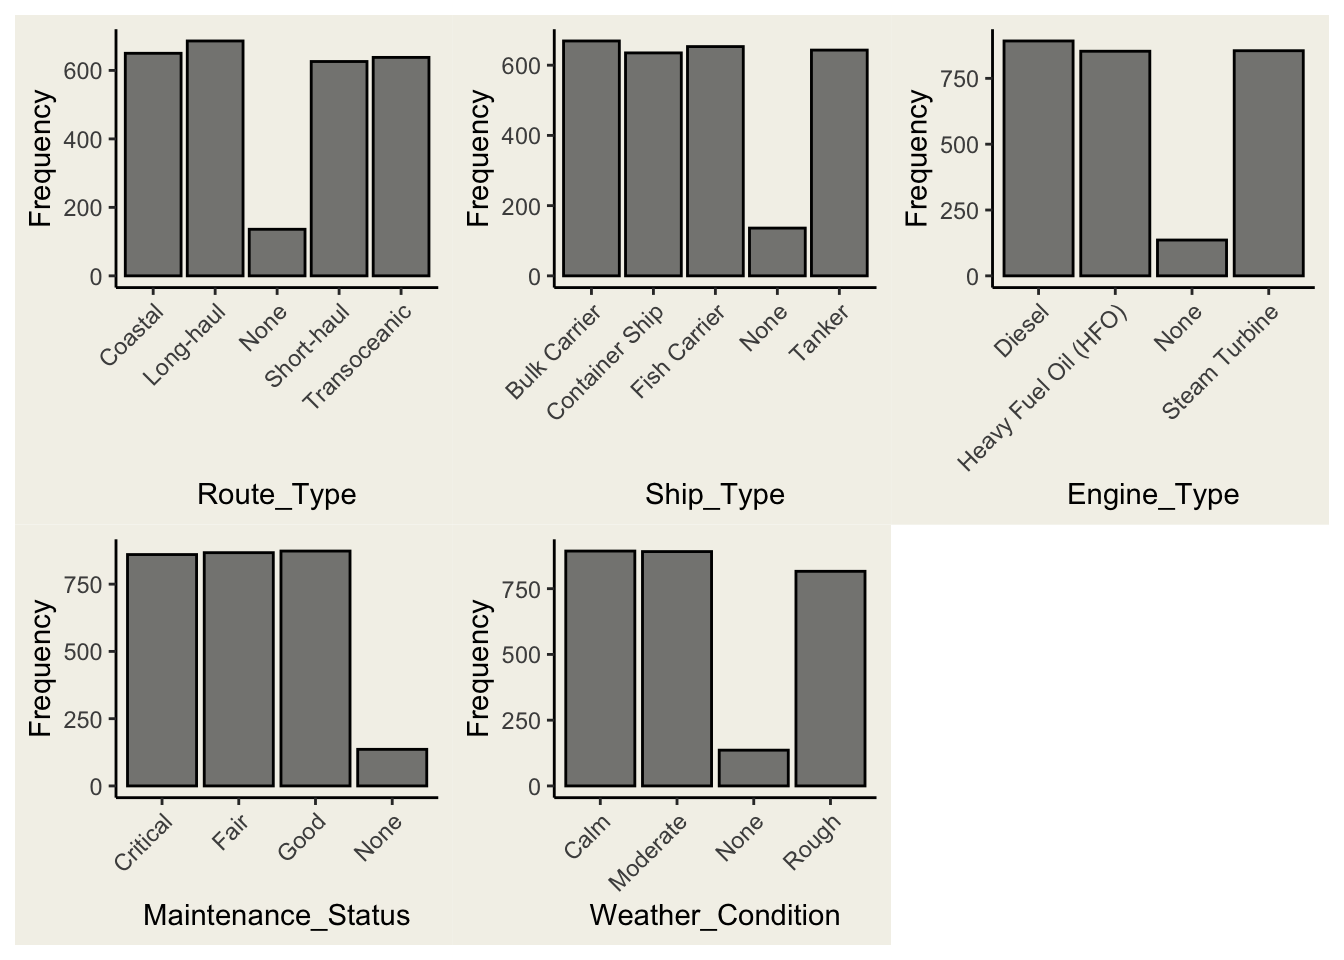 Frequency
600
400
200
0
Coastal
Long-haul
None
Short-haul
Transoceanic
Route_Type
Frequency
600
400
200
0
Bulk Carrier
Container Ship
Fish Carrier
None
Tanker
Ship_Type
Frequency
750
500
250
0
Diesel
Heavy Fuel Oil (HFO)
None
Steam Turbine
Engine_Type
Frequency
750
500
250
0
Critical
Fair
Good
None
Maintenance_Status
Frequency
750
500
250
0
Calm
Moderate
None
Rough
Weather_Condition